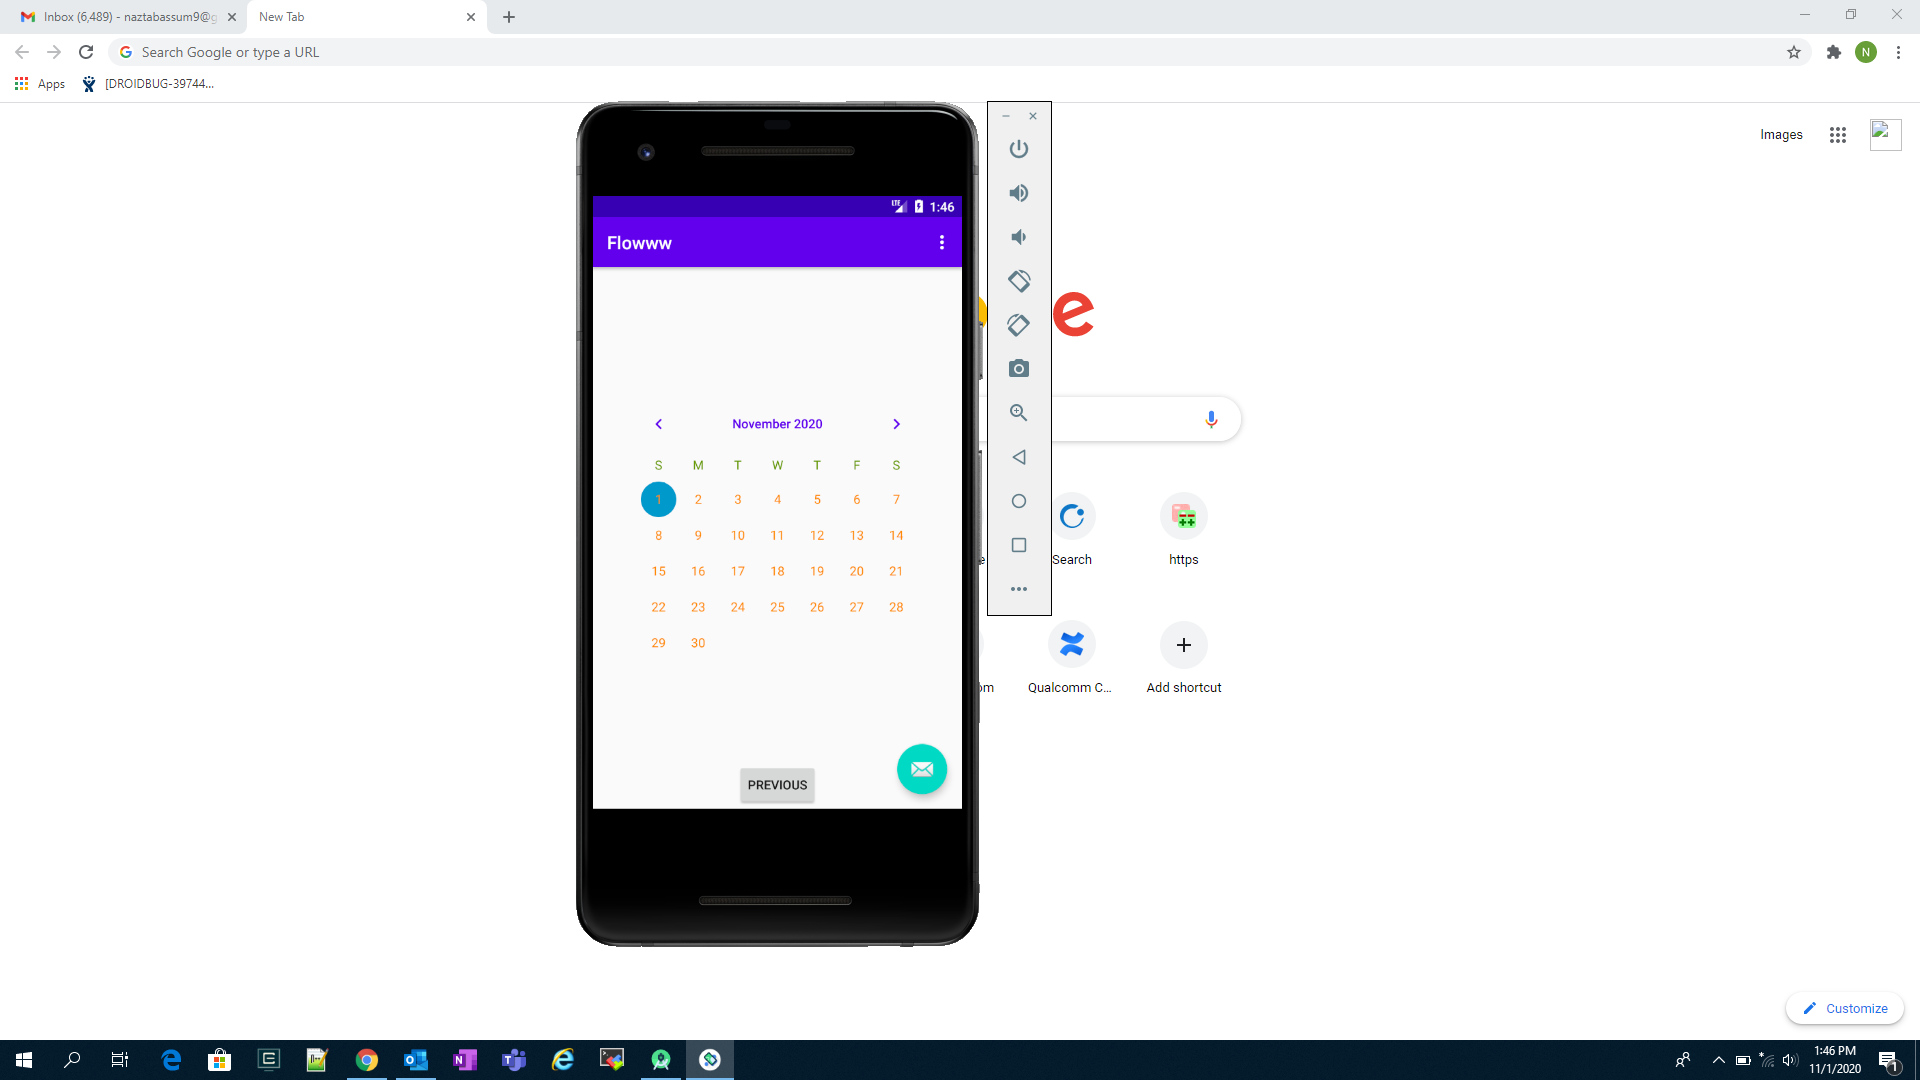 Inbox (6,489) - naztabassum9@g
New Tab
Search Google or type a URL
N
Apps
[DROIDBUG-39744...
Images
LTE 1:46
Flowww
e
November 2020
S M T W T F S
1 2 3 4 5 6 7
8 9 10 11 12 13 14
15 16 17 18 19 20 21
22 23 24 25 26 27 28
29 30
PREVIOUS
e
Search
https
om
Qualcomm C...
Add shortcut
Customize
1:46 PM
11/1/2020
1